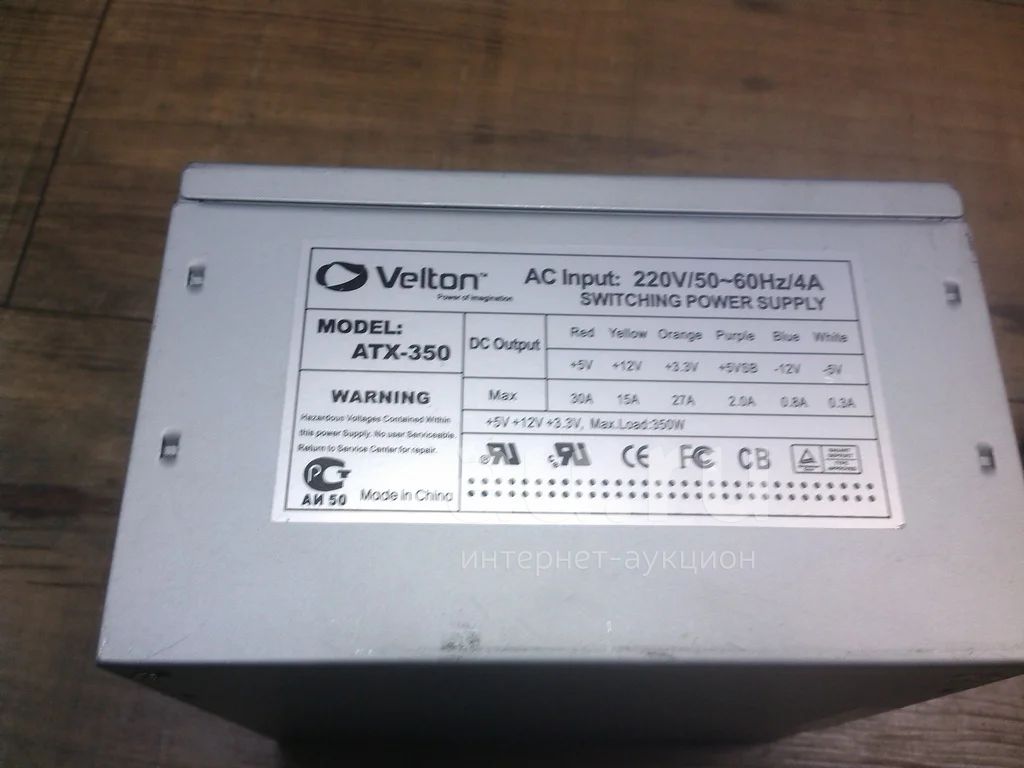 Velton™
Power of Imagination
AC Input: 220V/50~60Hz/4A
SWITCHING POWER SUPPLY
MODEL:
ATX-350
DC Output
Red Yellow Orange Purple Blue White
+5V +12V +3.3V +5VSB -12V -5V
Max 30A 15A 27A 2.0A 0.8A 0.3A
+5V +12V +3.3V, Max.Load:350W
WARNING
Hazardous Voltages Contained Within
this power Supply. No user Serviceable.
Return to Service Center for repair.
РСТ
АИ 50
Made in China
CE FC CB
интернет-аукцион